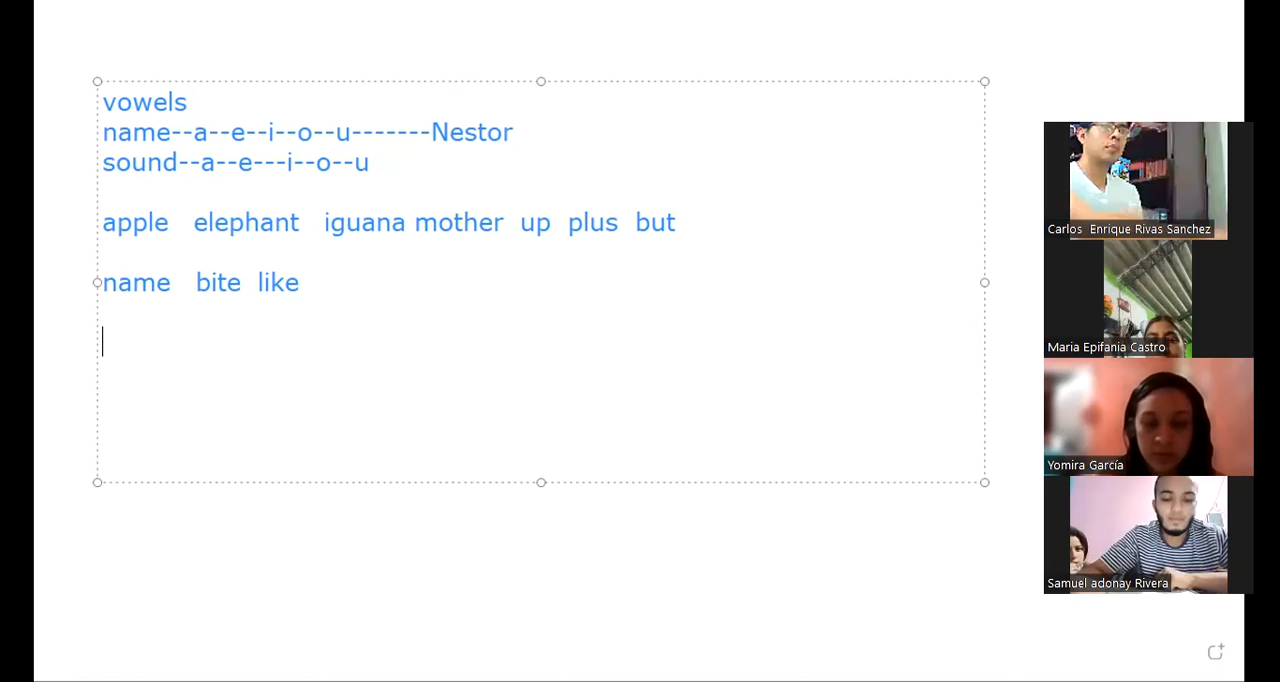 vowels
name--a--e--i--o--u-------Nestor
sound--a--e---i--o--u
apple elephant iguana mother up plus but
name bite like
Carlos Enrique Rivas Sanchez
Maria Epifania Castro
Yomira García
Samuel adonay Rivera